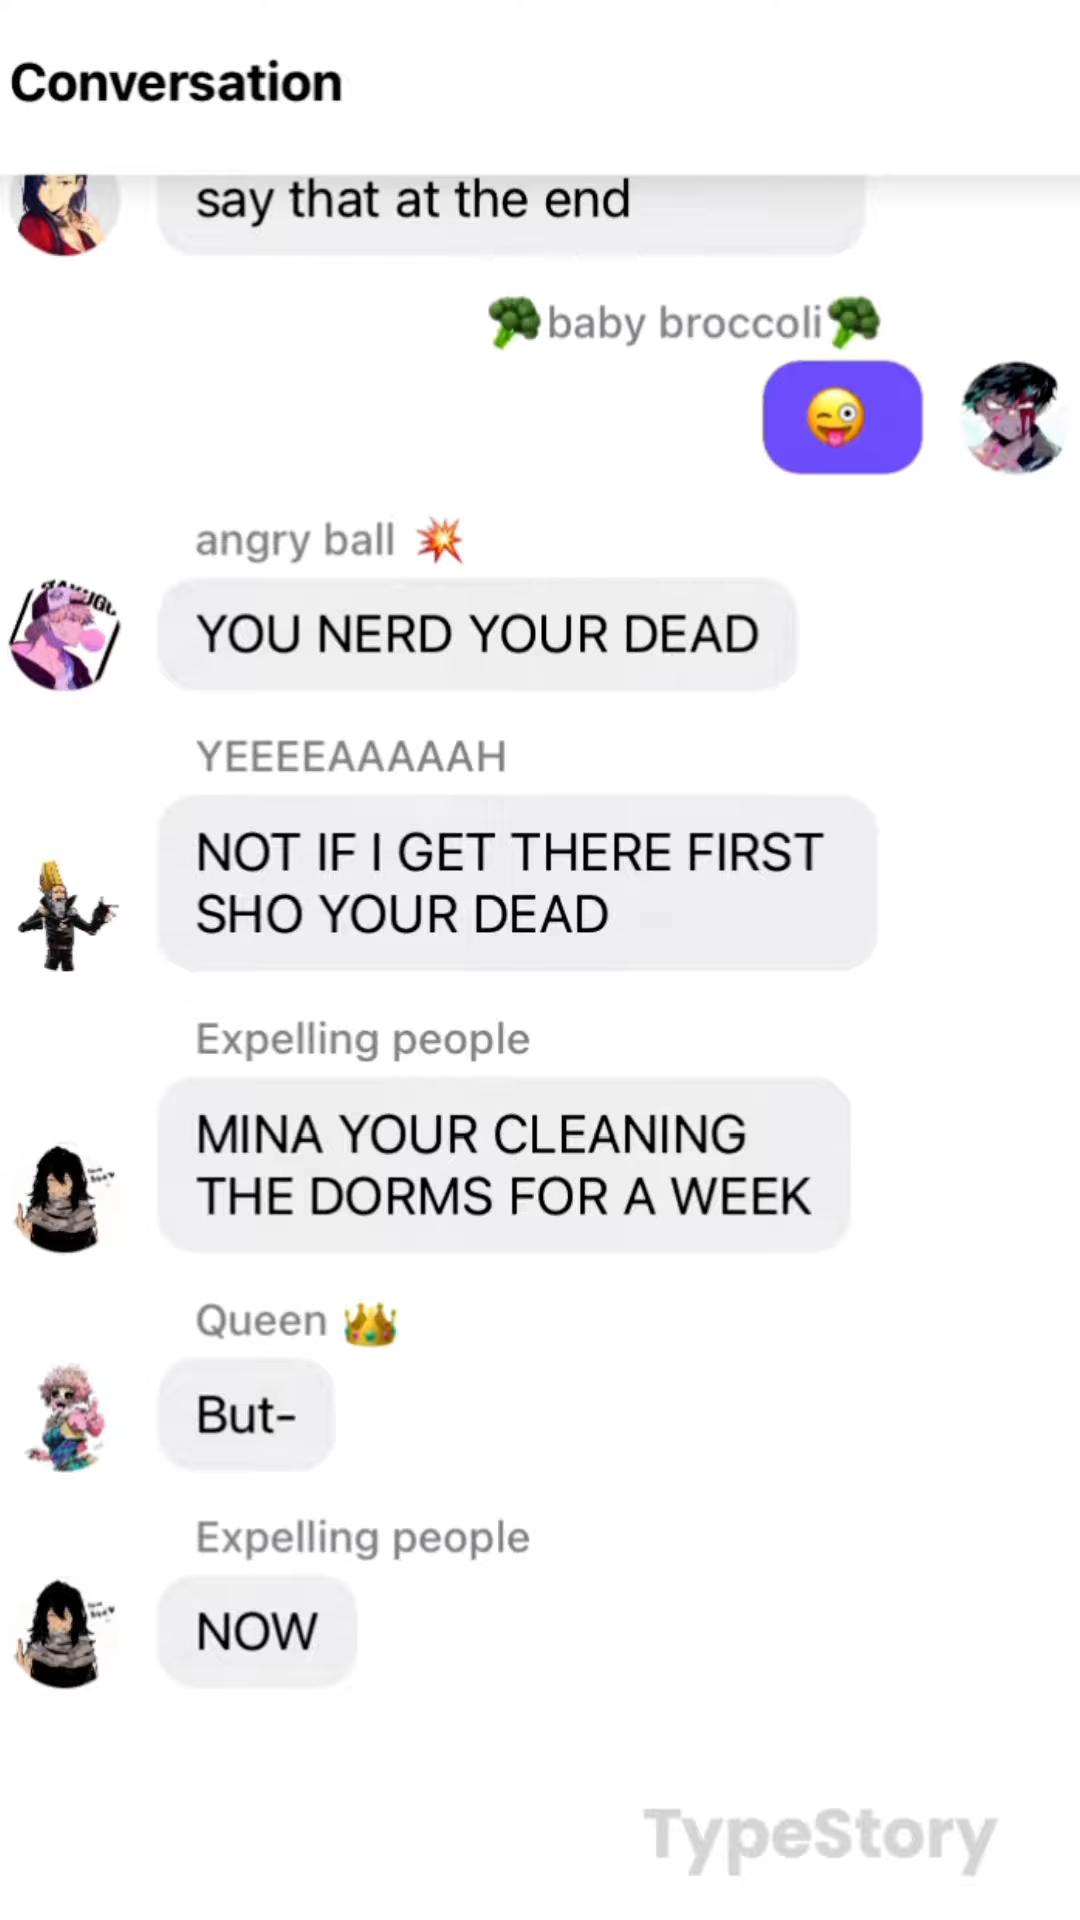 Conversation
say that at the end
🥦baby broccoli🥦
😜
angry ball 💥
YOU NERD YOUR DEAD
YEEEEAAAAAH
NOT IF I GET THERE FIRST
SHO YOUR DEAD
Expelling people
MINA YOUR CLEANING
THE DORMS FOR A WEEK
Queen 👑
But-
Expelling people
NOW
TypeStory